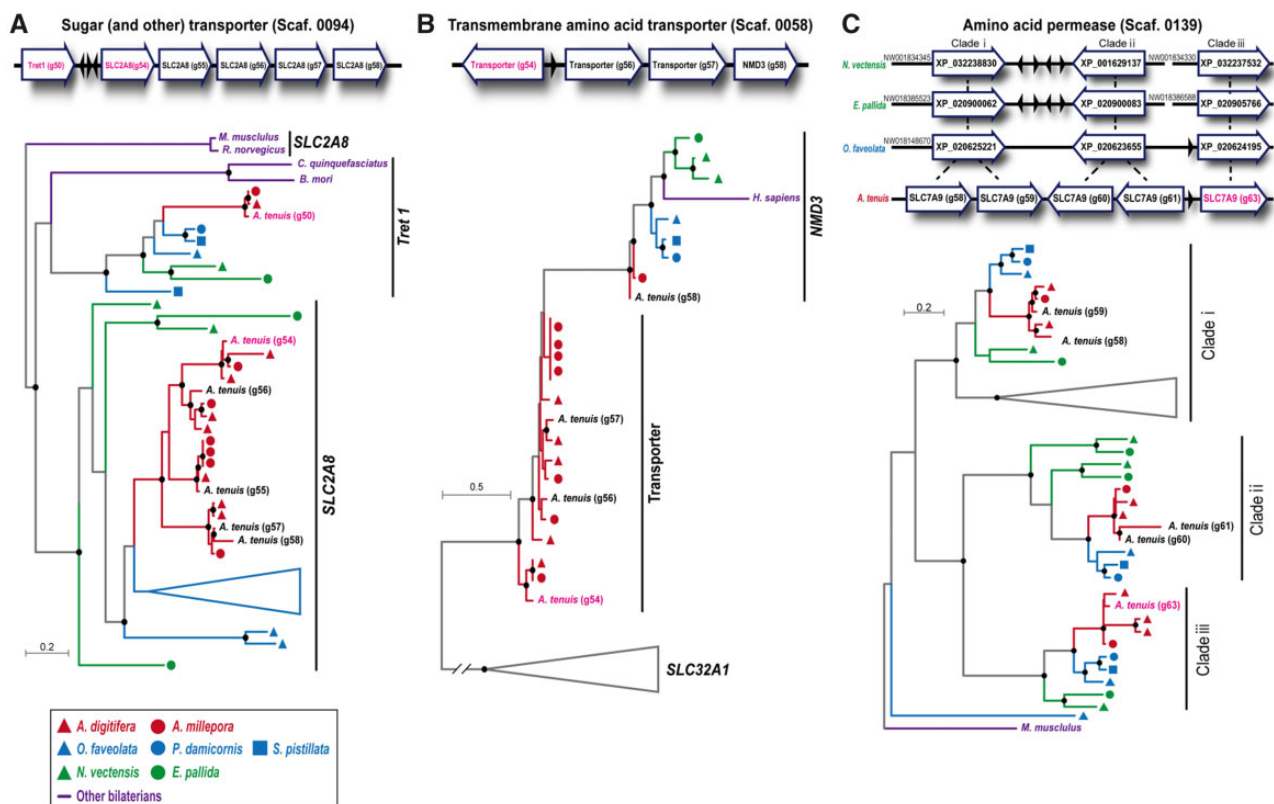 A
Sugar (and other) transporter (Scaf. 0094)
Tret1 (g50)
SLC2A8(g54)
SLC2A8 (g55)
SLC2A8 (g56)
SLC2A8 (g57
SLC2A8 (g58)
M. musclulus
R. norvegicus
SLC2A8
C. quinquefasciatus
B. mori
A. tenuis (g50)
Tret 1
A. tenuis (g54)
A. tenuis (g56)
A. tenuis (g55)
A. tenuis (g57)
A. tenuis (g58)
SLC2A8
0.2
A. digitifera
A. millepora
O. faveolata
P. damicornis
S. pistillata
N. vectensis
E. pallida
Other bilaterians
B
Transmembrane amino acid transporter (Scaf. 0058)
Transporter (g54)
Transporter (g56)
Transporter (g57)
NMD3 (g58)
H. sapiens
NMD3
A. tenuis (g58)
A. tenuis (g57)
0.5
A. tenuis (g56)
Transporter
A. tenuis (g54)
SLC32A1
C
Amino acid permease (Scaf. 0139)
Clade i
Clade ii
Clade iii
N. vectensis
NW001834345
XP_032238830
XP_001629137
NW001834330
XP_032237532
E. pallida
NW018385523
XP_020900062
XP_020900083
NW018386588
XP_020905766
O. faveolata
NW018148670
XP_020625221
XP_020623655
XP_020624195
A. tenuis
SLC7A9 (g58)
SLC7A9 (g59)
SLC7A9 (g60)
SLC7A9 (g61)
SLC7A9 (g63)
0.2
A. tenuis (g59)
A. tenuis (g58)
Clade i
A. tenuis (g61)
A. tenuis (g60)
Clade ii
A. tenuis (g63)
Clade iii
M. musclulus